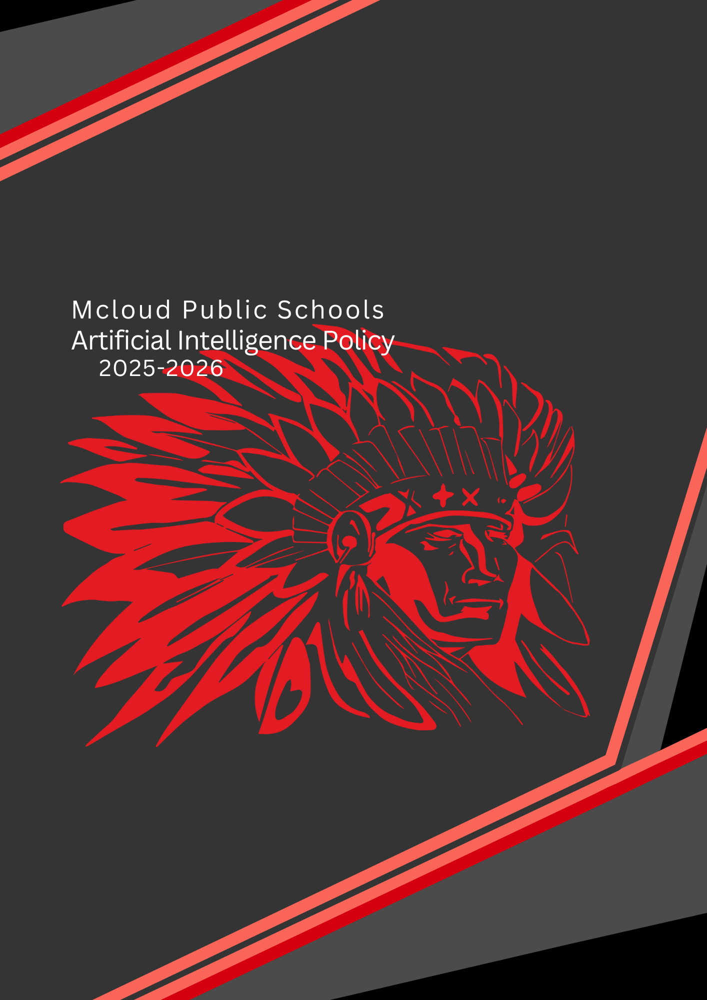 Mcloud Public Schools
Artificial Intelligence Policy
2025-2026